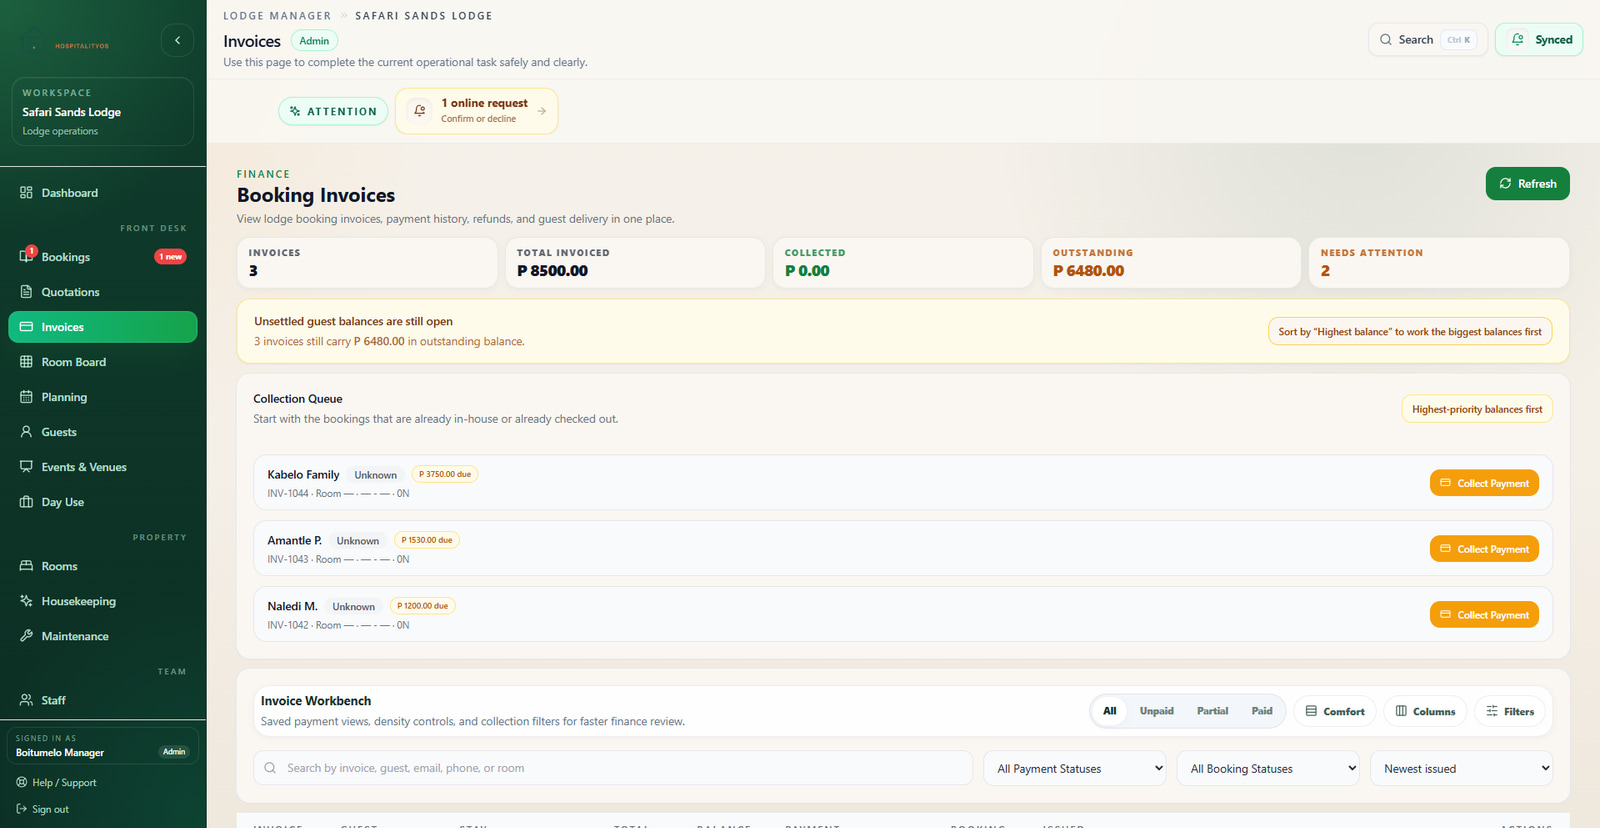 HOSPITALITYOS
WORKSPACE
Safari Sands Lodge
Lodge operations
Dashboard
FRONT DESK
1
Bookings
1 new
Quotations
Invoices
Room Board
Planning
Guests
Events & Venues
Day Use
PROPERTY
Rooms
Housekeeping
Maintenance
TEAM
Staff
SIGNED IN AS
Boitumelo Manager
Admin
Help / Support
Sign out
LODGE MANAGER » SAFARI SANDS LODGE
Invoices
Admin
Use this page to complete the current operational task safely and clearly.
Search
Ctrl K
Synced
ATTENTION
1 online request
Confirm or decline
FINANCE
Booking Invoices
View lodge booking invoices, payment history, refunds, and guest delivery in one place.
Refresh
INVOICES
3
TOTAL INVOICED
P 8500.00
COLLECTED
P 0.00
OUTSTANDING
P 6480.00
NEEDS ATTENTION
2
Unsettled guest balances are still open
3 invoices still carry P 6480.00 in outstanding balance.
Sort by “Highest balance” to work the biggest balances first
Collection Queue
Start with the bookings that are already in-house or already checked out.
Highest-priority balances first
Kabelo Family
Unknown
P 3750.00 due
INV-1044 · Room — · — - — · 0N
Collect Payment
Amantle P.
Unknown
P 1530.00 due
INV-1043 · Room — · — - — · 0N
Collect Payment
Naledi M.
Unknown
P 1200.00 due
INV-1042 · Room — · — - — · 0N
Collect Payment
Invoice Workbench
Saved payment views, density controls, and collection filters for faster finance review.
All
Unpaid
Partial
Paid
Comfort
Columns
Filters
Search by invoice, guest, email, phone, or room
All Payment Statuses
All Booking Statuses
Newest issued
INVOICE GUEST STAY TOTAL BALANCE PAYMENT BOOKING ISSUED ACTIONS